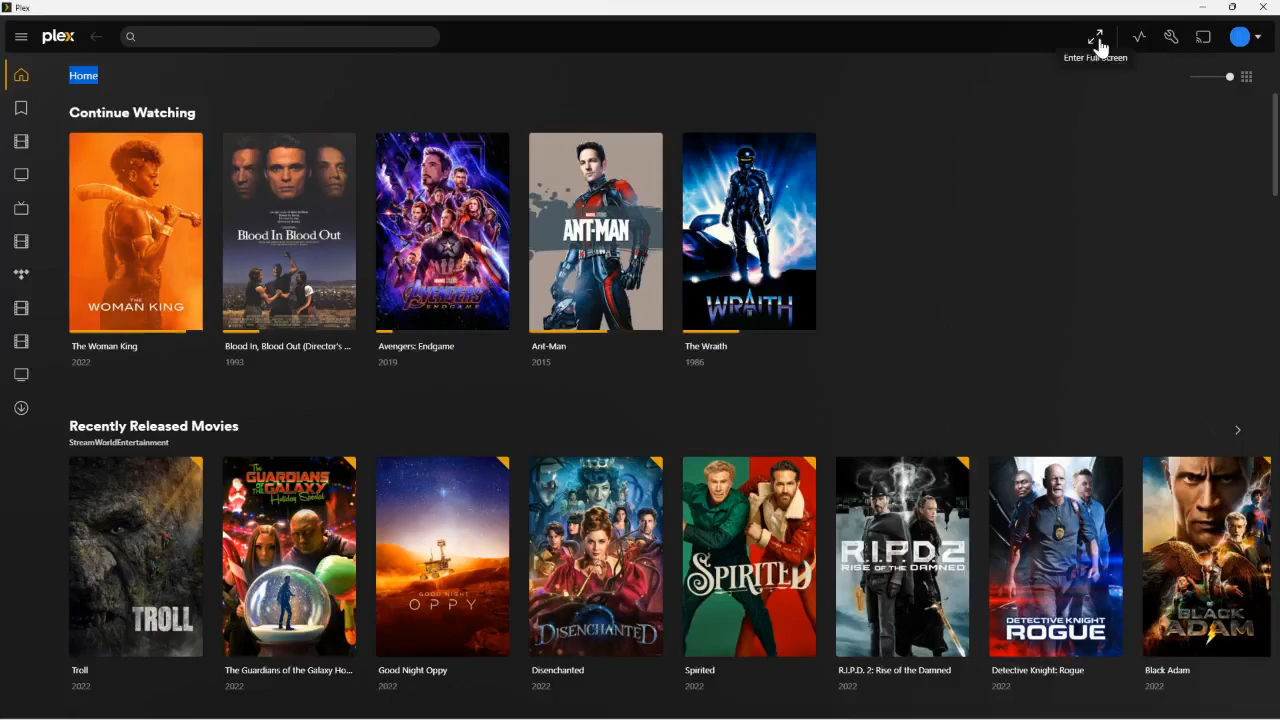 Plex
plex
Enter Full Screen
Home
Continue Watching
THE
WOMAN KING
Blood In Blood Out
MARVEL STUDIOS
AVENGERS
ENDGAME
MARVEL STUDIOS
ANT-MAN
WRAITH
The Woman King
2022
Blood In, Blood Out (Director's ...
1993
Avengers: Endgame
2019
Ant-Man
2015
The Wraith
1986
Recently Released Movies
StreamWorldEntertainment
TROLL
THE
GUARDIANS
OF THE GALAXY
Holiday Special
GOOD NIGHT
OPPY
DISENCHANTED
SPIRITED
R.I.P.D.2
RISE OF THE DAMNED
DETECTIVE KNIGHT:
ROGUE
BLACK
ADAM
Troll
2022
The Guardians of the Galaxy Ho...
2022
Good Night Oppy
2022
Disenchanted
2022
Spirited
2022
R.I.P.D. 2: Rise of the Damned
2022
Detective Knight: Rogue
2022
Black Adam
2022